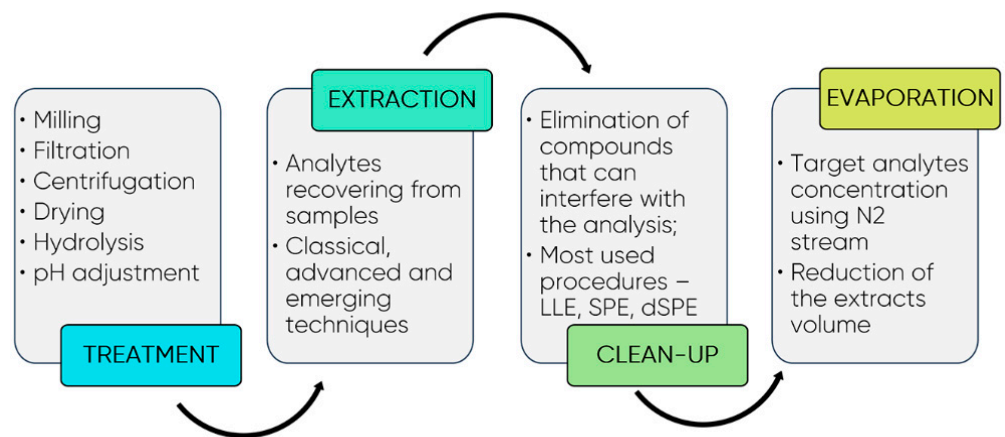 • Milling
• Filtration
• Centrifugation
• Drying
• Hydrolysis
• pH adjustment
TREATMENT
EXTRACTION
• Analytes
recovering from
samples
• Classical,
advanced and
emerging
techniques
• Elimination of
compounds
that can
interfere with
the analysis;
• Most used
procedures –
LLE, SPE, dSPE
CLEAN-UP
EVAPORATION
• Target analytes
concentration
using N2
stream
• Reduction of
the extracts
volume